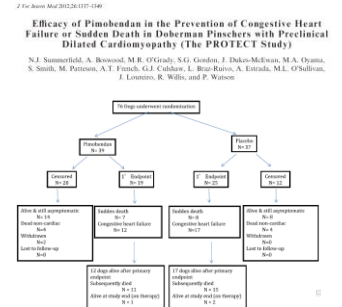 J Vet Intern Med 2012;26:1337–1349
Efficacy of Pimobendan in the Prevention of Congestive Heart
Failure or Sudden Death in Doberman Pinschers with Preclinical
Dilated Cardiomyopathy (The PROTECT Study)
N.J. Summerfield, A. Boswood, M.R. O'Grady, S.G. Gordon, J. Dukes-McEwan, M.A. Oyama,
S. Smith, M. Patteson, A.T. French, G.J. Culshaw, L. Braz-Ruivo, A. Estrada, M.L. O'Sullivan,
J. Loureiro, R. Willis, and P. Watson
76 Dogs underwent randomization
Pimobendan
N= 39
Placebo
N= 37
Censored
N= 20
1° Endpoint
N= 19
1° Endpoint
N= 25
Censored
N= 12
Alive & still asymptomatic
N= 14
Dead non-cardiac
N=4
Withdrawn
N=2
Lost to follow-up
N=0
Sudden death
N= 7
Congestive heart failure
N= 12
Sudden death
N=8
Congestive heart failure
N=17
Alive & still asymptomatic
N= 8
Dead non-cardiac
N= 4
Withdrawn
N=0
Lost to follow-up
N=0
12 dogs alive after primary
endpoint
Subsequently died
N = 11
Alive at study end (on therapy)
N = 1
17 dogs alive after primary
endpoint
Subsequently died
N = 15
Alive at study end (on therapy)
N = 2